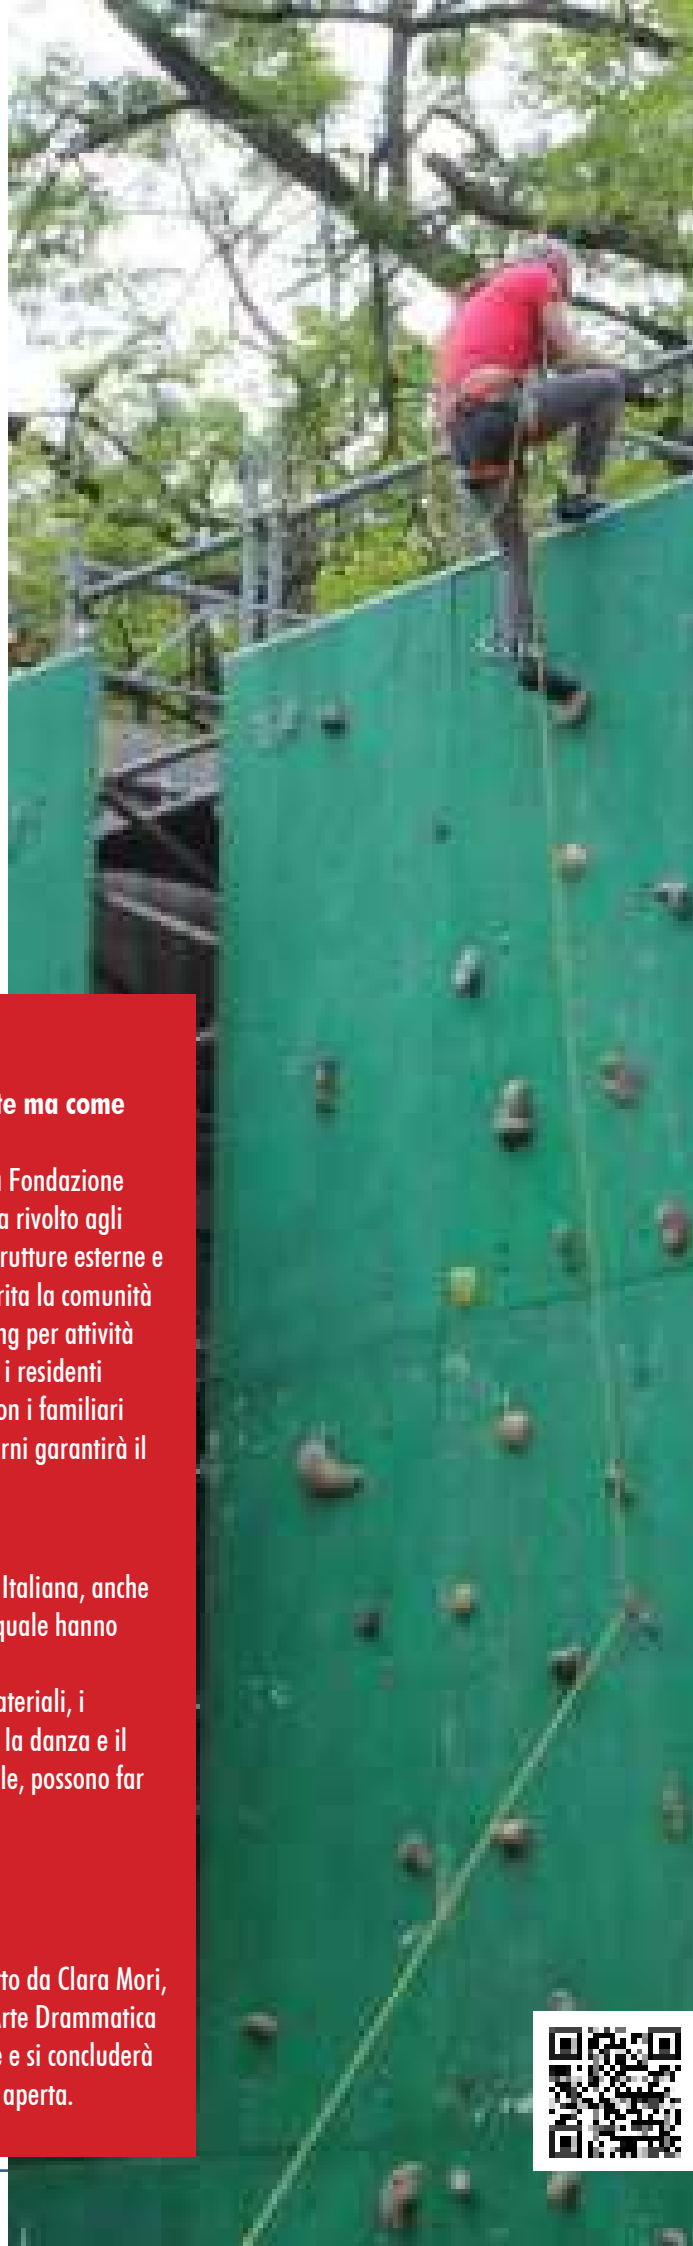 te ma come
Fondazione
a rivolto agli
rutture esterne e
rita la comunità
ng per attività
i residenti
on i familiari
rni garantirà il
Italiana, anche
quale hanno
ateriali, i
la danza e il
le, possono far
to da Clara Mori,
Arte Drammatica
e si concluderà
aperta.